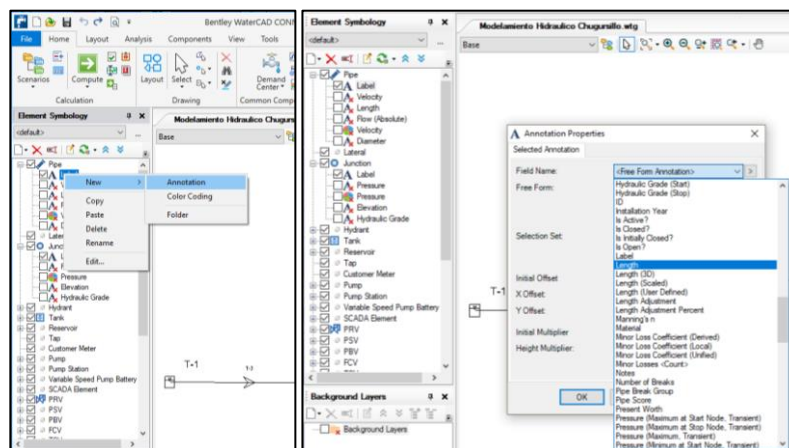 Bentley WaterCAD CONN
File Home Layout Analysis Components View Tools
Scenarios
Compute
Layout
Select
Demand Center
Calculation
Drawing
Common Comp
Element Symbology
<default>
Modelamiento Hidraulico Chugur
Base
Pipe
New
Annotation
Color Coding
Folder
Copy
Paste
Delete
Rename
Edit...
Pressure
Elevation
Hydraulic Grade
Hydrant
Tank
Reservoir
Tap
Customer Meter
Pump
Pump Station
Variable Speed Pump Battery
SCADA Element
PRV
PSV
PBV
FCV
T-1
Element Symbology
<default>
Pipe
Label
Velocity
Length
Flow (Absolute)
Velocity
Diameter
Lateral
Junction
Label
Pressure
Pressure
Elevation
Hydraulic Grade
Hydrant
Tank
Reservoir
Tap
Customer Meter
Pump
Pump Station
Variable Speed Pump Battery
SCADA Element
PRV
PSV
PBV
FCV
Background Layers
Background Layers
Modelamiento Hidraulico Chugursillo.wtg
Base
T-1
Annotation Properties
Selected Annotation
Field Name:
<Free Form Annotation>
Free Form:
Selection Set:
Initial Offset
X Offset:
Y Offset:
Initial Multiplier
Height Multiplier:
OK
Hydraulic Grade (Start)
Hydraulic Grade (Stop)
ID
Installation Year
Is Active?
Is Closed?
Is Initially Closed?
Is Open?
Label
Length
Length (3D)
Length (Scaled)
Length (User Defined)
Length Adjustment
Length Adjustment Percent
Manning's n
Material
Minor Loss Coefficient (Derived)
Minor Loss Coefficient (Local)
Minor Loss Coefficient (Unified)
Minor Losses <Count>
Notes
Number of Breaks
Pipe Break Group
Pipe Score
Present Worth
Pressure (Maximum at Start Node, Transient)
Pressure (Maximum at Stop Node, Transient)
Pressure (Maximum, Transient)
Pressure (Minimum at Start Node, Transient)